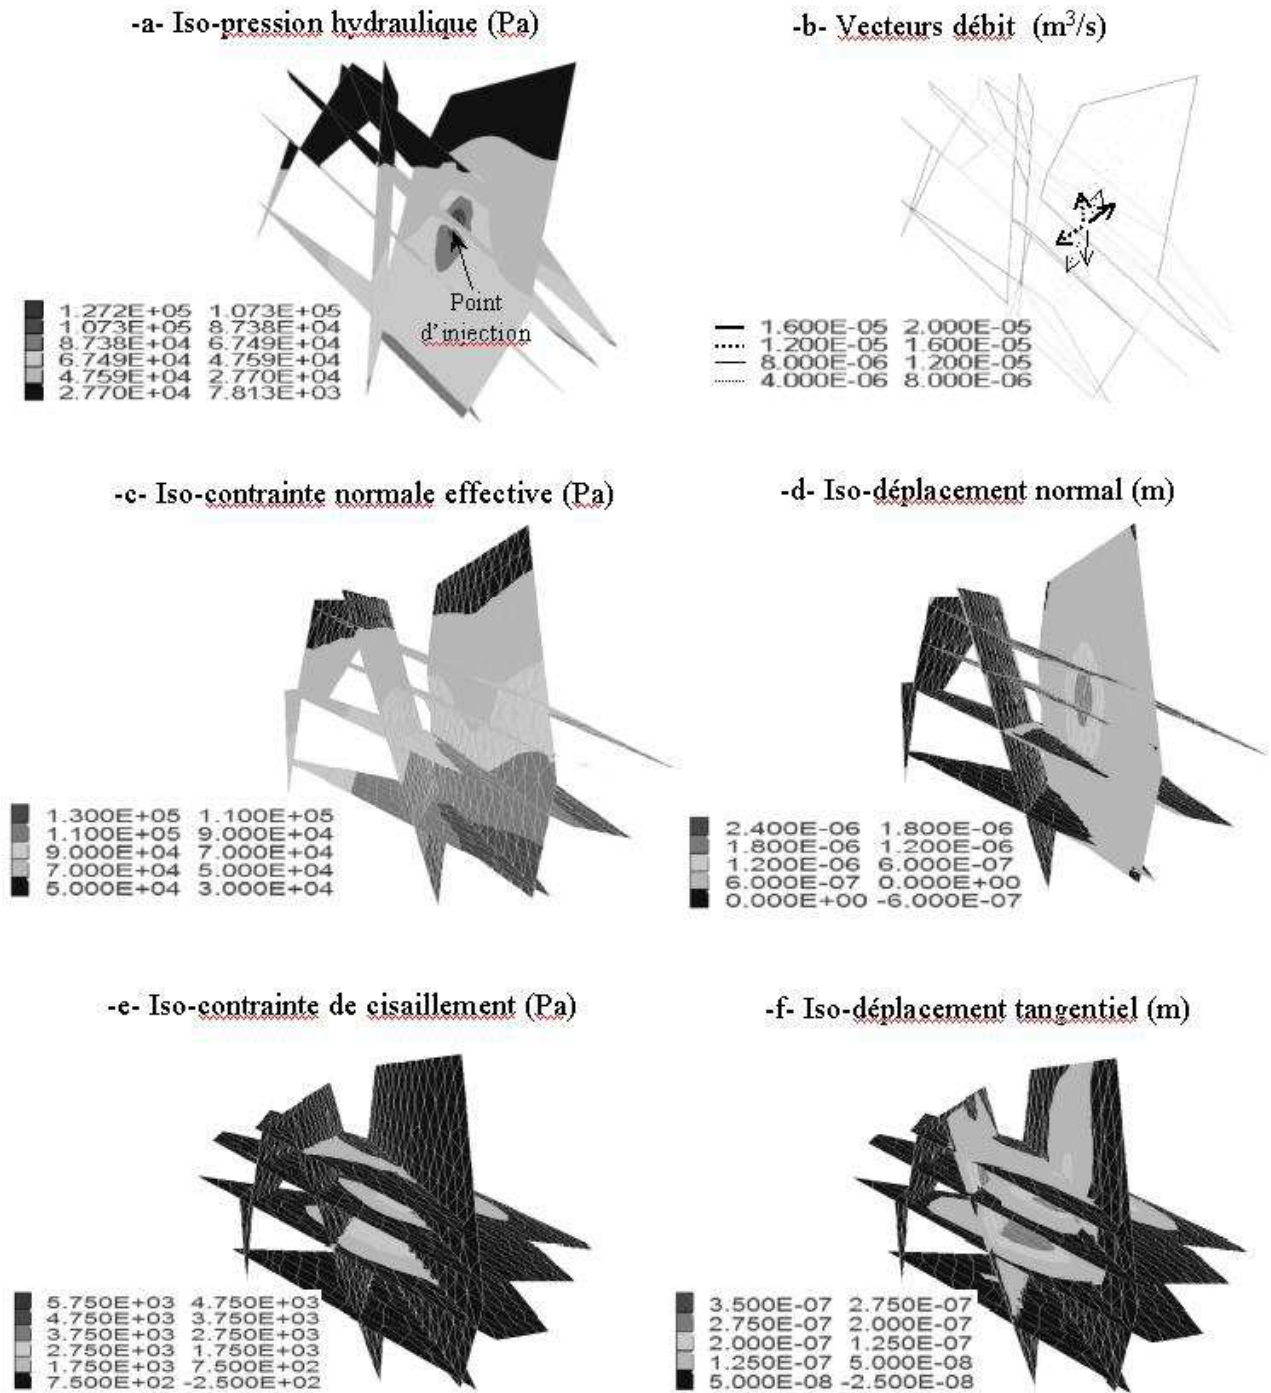 -a- Iso-pression hydraulique (Pa)
-b- Vecteurs débit (m³/s)
Point
d'injection
1.272E+05 1.073E+05
1.073E+05 8.738E+04
8.738E+04 6.749E+04
6.749E+04 4.759E+04
4.759E+04 2.770E+04
2.770E+04 7.813E+03
1.600E-05 2.000E-05
1.200E-05 1.600E-05
8.000E-06 1.200E-05
4.000E-06 8.000E-06
-c- Iso-contrainte normale effective (Pa)
-d- Iso-déplacement normal (m)
1.300E+05 1.100E+05
1.100E+05 9.000E+04
9.000E+04 7.000E+04
7.000E+04 5.000E+04
5.000E+04 3.000E+04
2.400E-06 1.800E-06
1.800E-06 1.200E-06
1.200E-06 6.000E-07
6.000E-07 0.000E+00
0.000E+00 -6.000E-07
-e- Iso-contrainte de cisaillement (Pa)
-f- Iso-déplacement tangentiel (m)
5.750E+03 4.750E+03
4.750E+03 3.750E+03
3.750E+03 2.750E+03
2.750E+03 1.750E+03
1.750E+03 7.500E+02
7.500E+02 -2.500E+02
3.500E-07 2.750E-07
2.750E-07 2.000E-07
2.000E-07 1.250E-07
1.250E-07 5.000E-08
5.000E-08 -2.500E-08